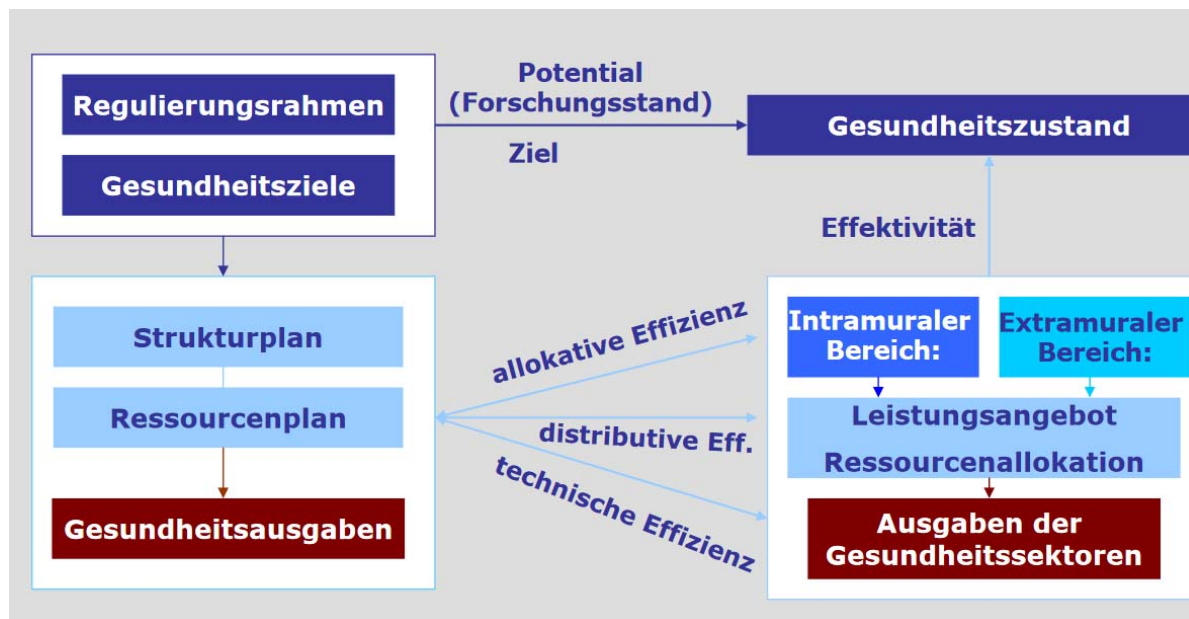 Regulierungsrahmen
Gesundheitsziele
Potential
(Forschungsstand)
Ziel
Gesundheitszustand
Effektivität
Strukturplan
Ressourcenplan
Gesundheitsausgaben
allokative Effizienz
distributive Eff.
technische Effizienz
Intramuraler
Bereich:
Extramuraler
Bereich:
Leistungsangebot
Ressourcenallokation
Ausgaben der
Gesundheitssektoren